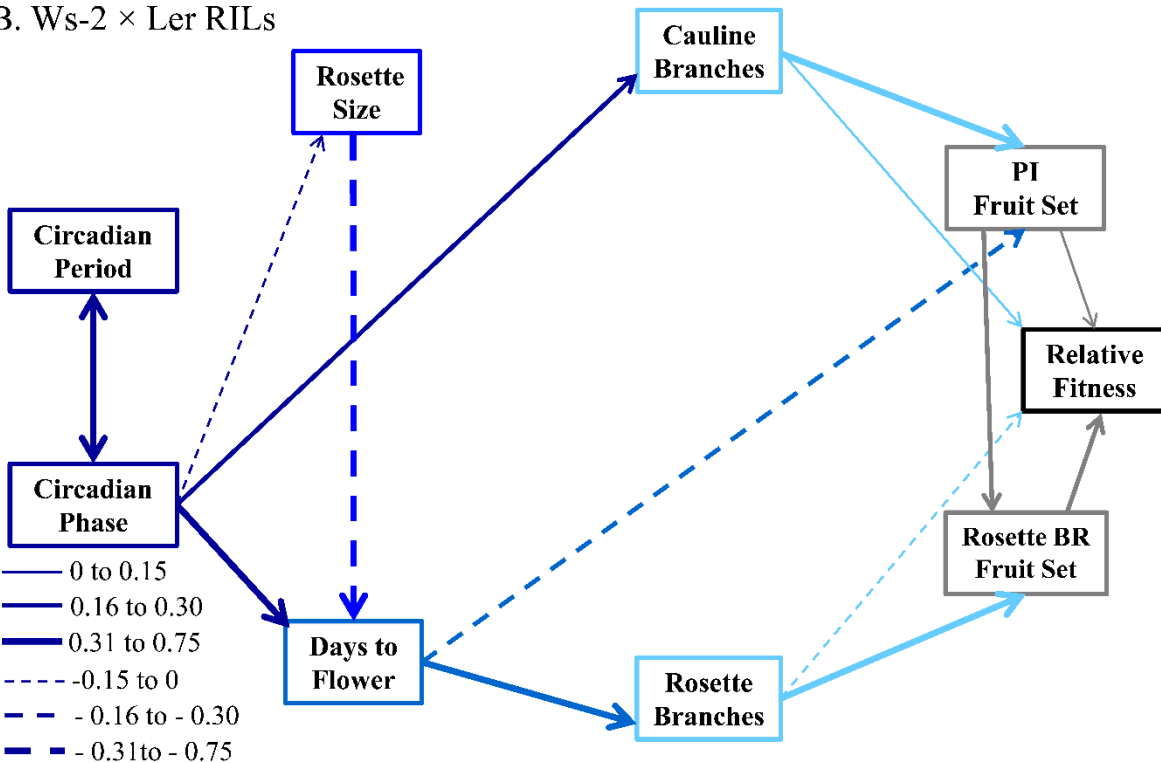 B. Ws-2 × Ler RILs
Rosette
Size
Cauline
Branches
PI
Fruit Set
Circadian
Period
Relative
Fitness
Circadian
Phase
Rosette BR
Fruit Set
Days to
Flower
Rosette
Branches
0 to 0.15
0.16 to 0.30
0.31 to 0.75
-0.15 to 0
- 0.16 to - 0.30
- 0.31to - 0.75